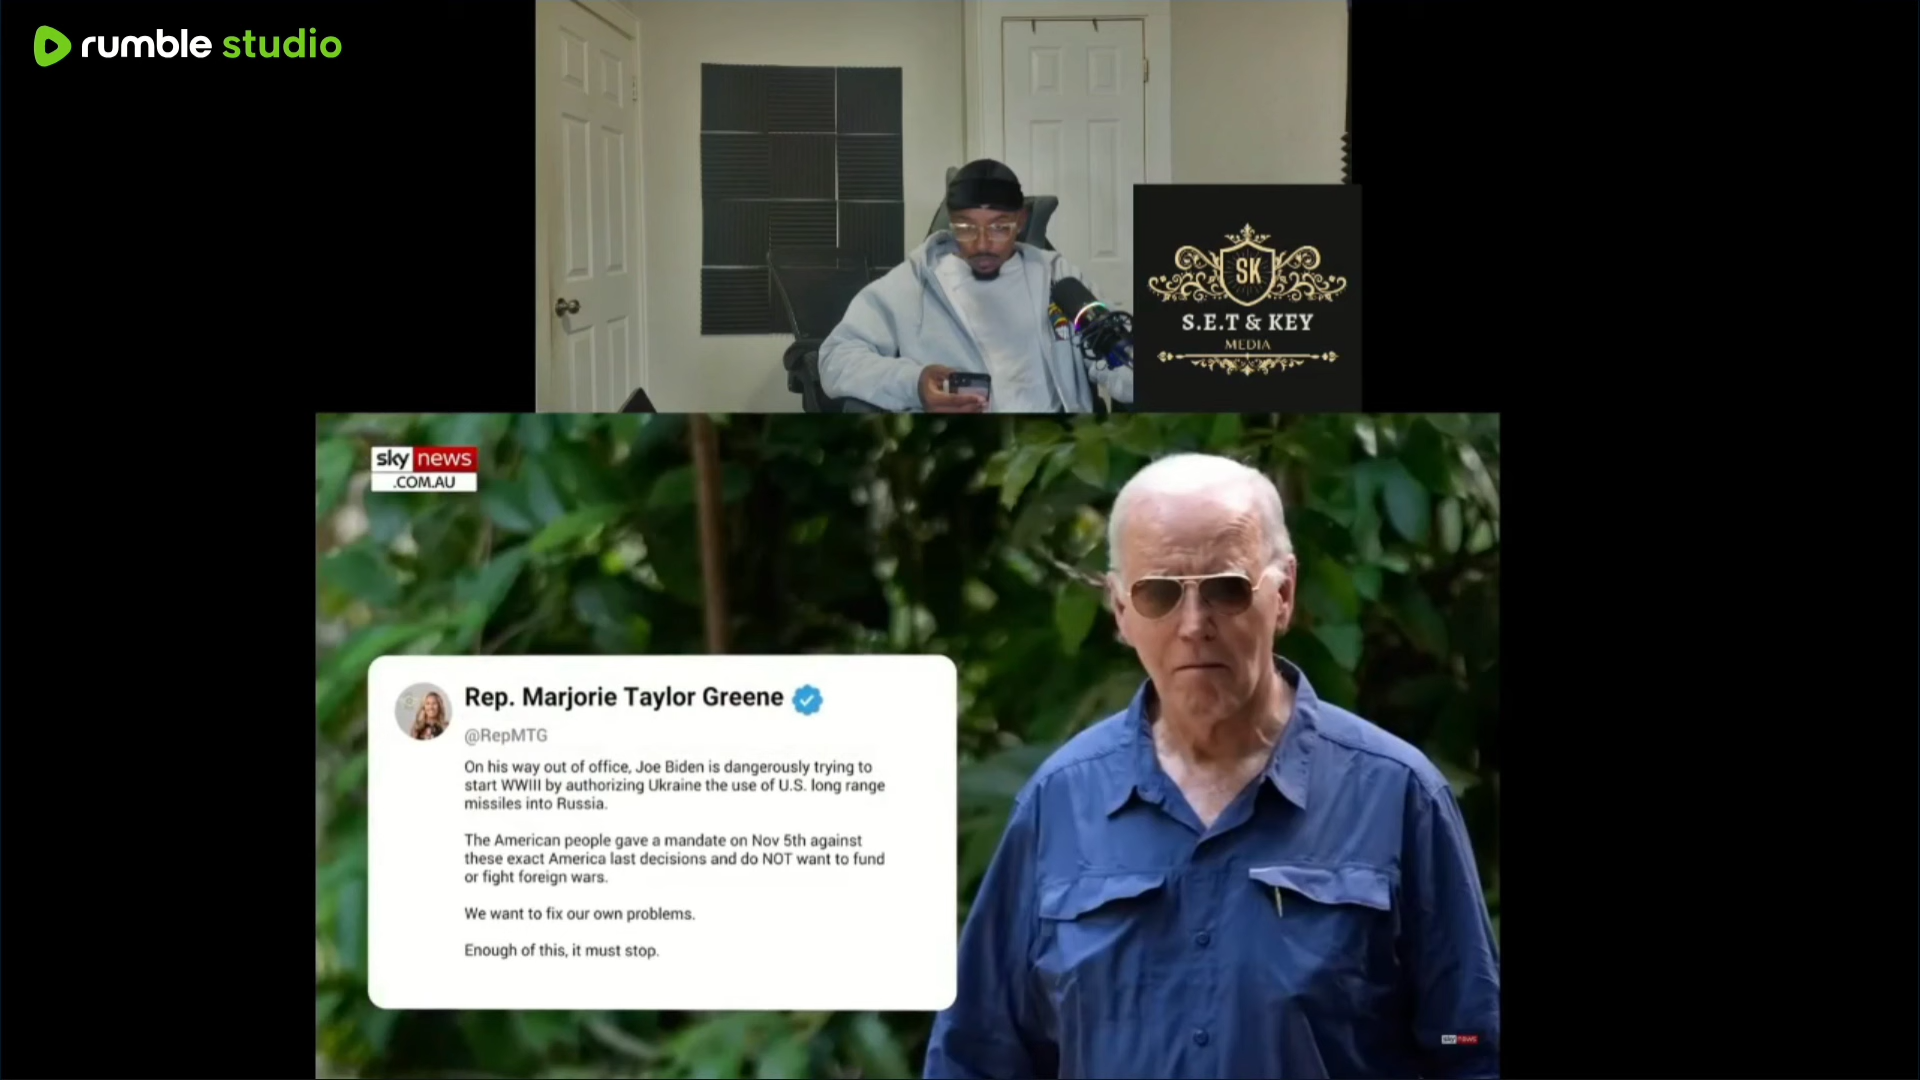 rumble studio
SK
S.E.T & KEY
MEDIA
sky news
.COM.AU
Rep. Marjorie Taylor Greene
@RepMTG
On his way out of office, Joe Biden is dangerously trying to
start WWIII by authorizing Ukraine the use of U.S. long range
missiles into Russia.
The American people gave a mandate on Nov 5th against
these exact America last decisions and do NOT want to fund
or fight foreign wars.
We want to fix our own problems.
Enough of this, it must stop.
sky news